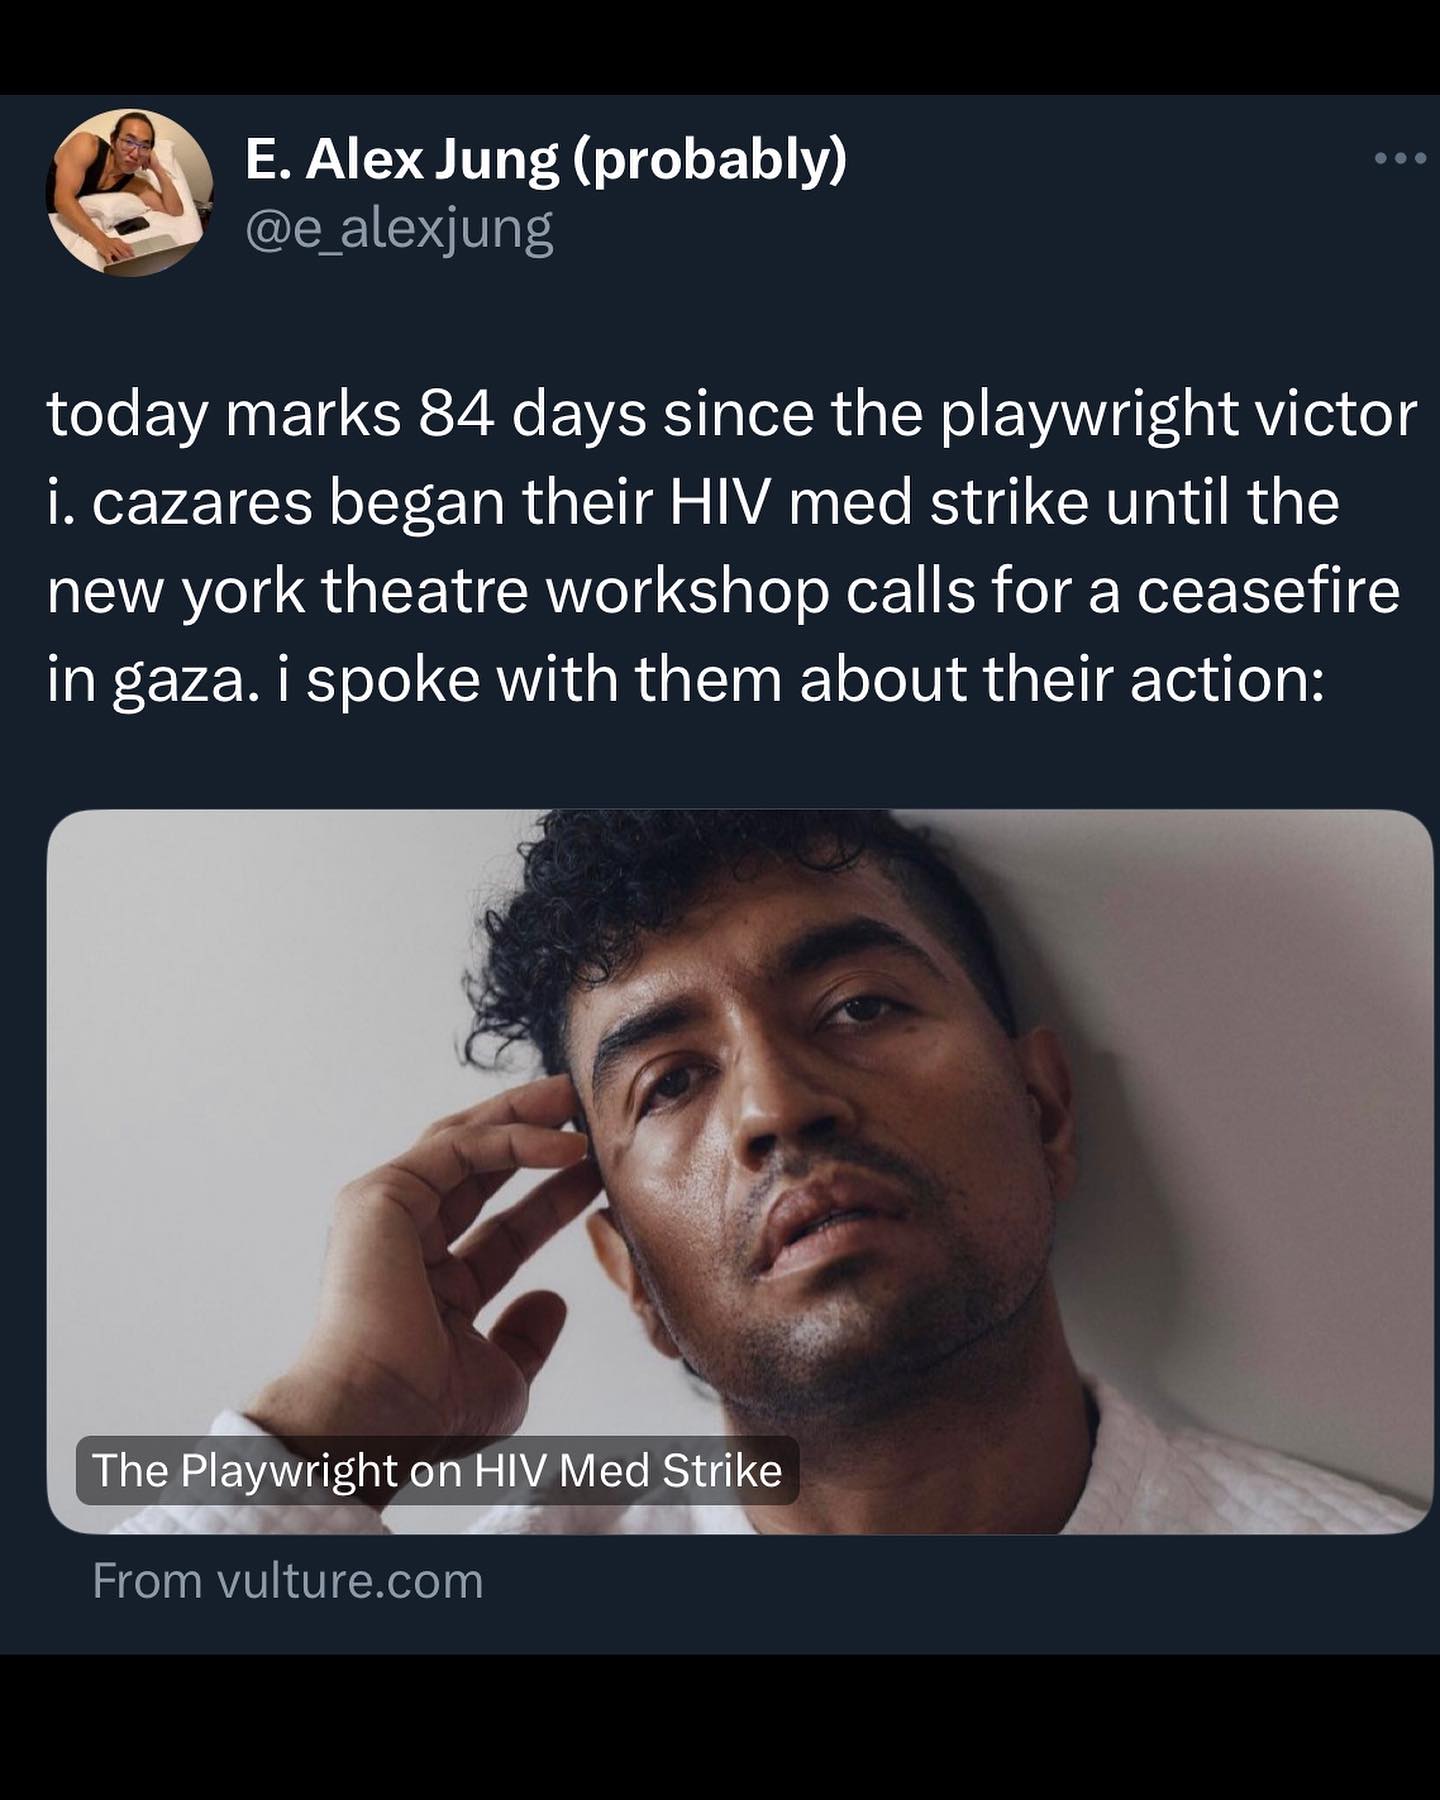 E. Alex Jung (probably)
@e_alexjung
today marks 84 days since the playwright victor
i. cazares began their HIV med strike until the
new york theatre workshop calls for a ceasefire
in gaza. i spoke with them about their action:
The Playwright on HIV Med Strike
From vulture.com